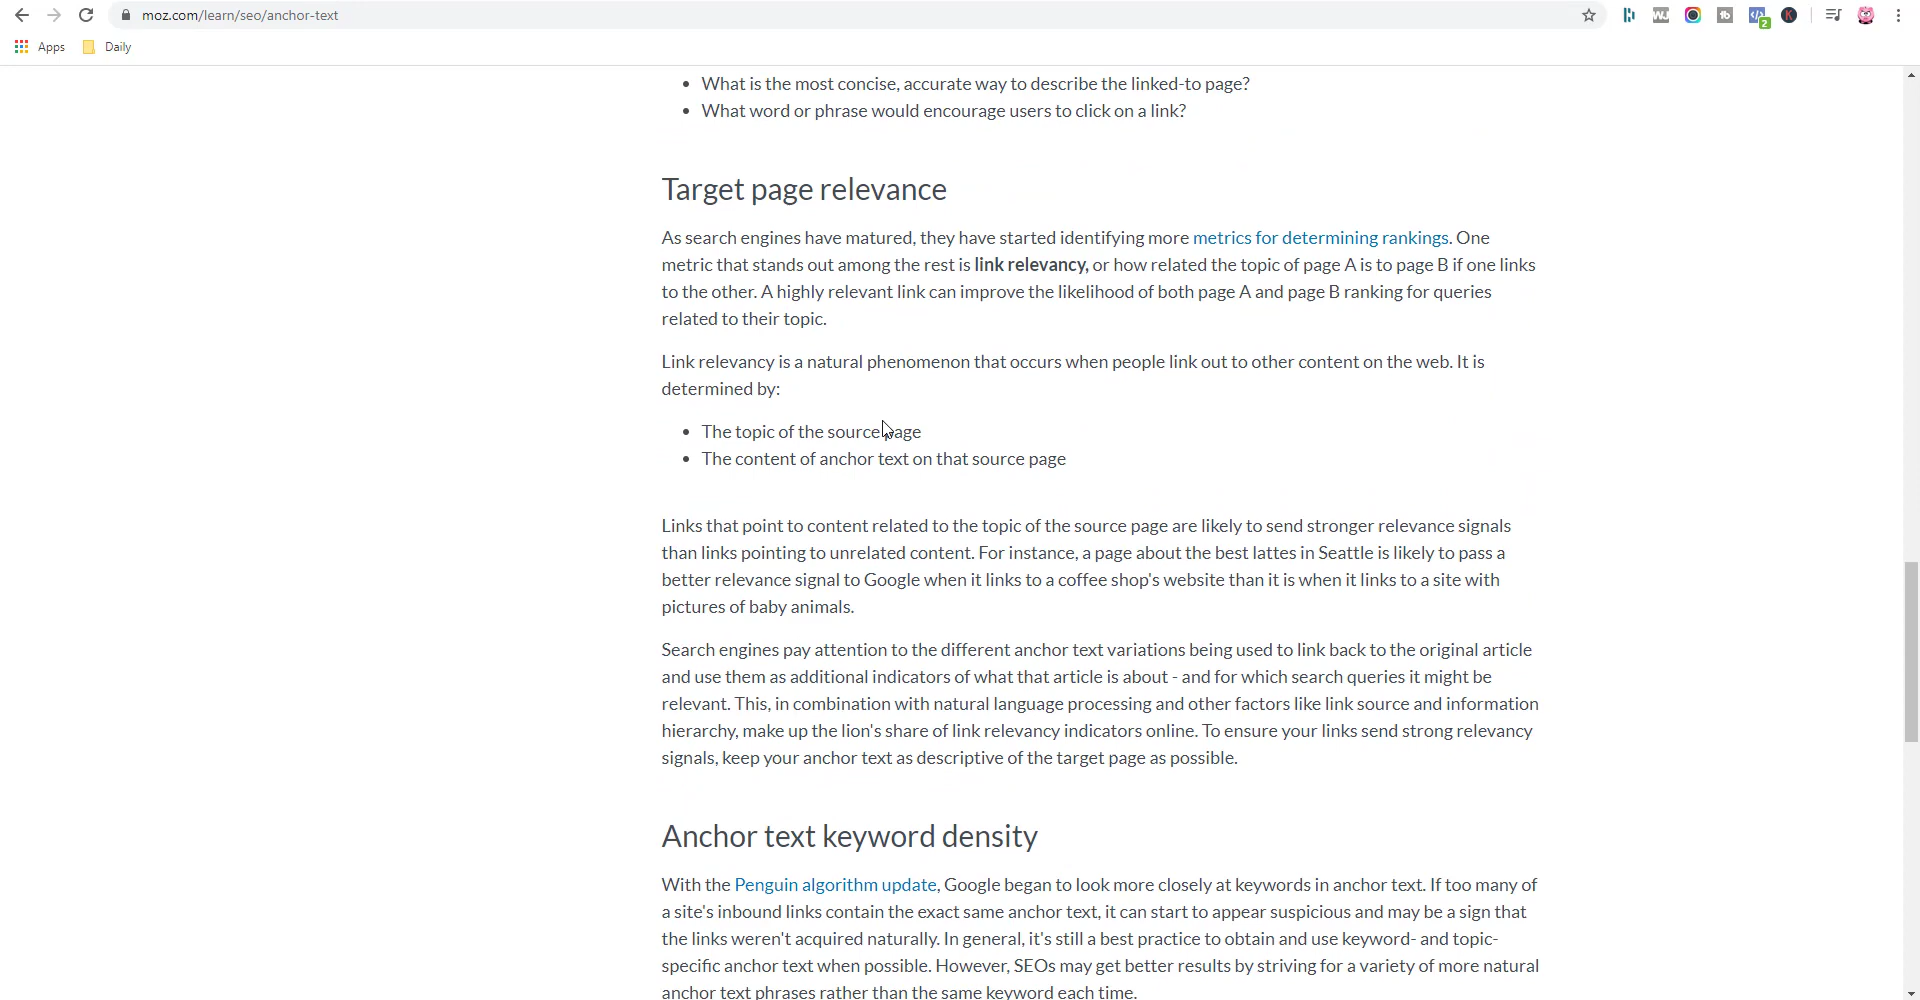 moz.com/learn/seo/anchor-text
Apps Daily
• What is the most concise, accurate way to describe the linked-to page?
• What word or phrase would encourage users to click on a link?
Target page relevance
As search engines have matured, they have started identifying more metrics for determining rankings. One
metric that stands out among the rest is link relevancy, or how related the topic of page A is to page B if one links
to the other. A highly relevant link can improve the likelihood of both page A and page B ranking for queries
related to their topic.
Link relevancy is a natural phenomenon that occurs when people link out to other content on the web. It is
determined by:
• The topic of the source page
• The content of anchor text on that source page
Links that point to content related to the topic of the source page are likely to send stronger relevance signals
than links pointing to unrelated content. For instance, a page about the best lattes in Seattle is likely to pass a
better relevance signal to Google when it links to a coffee shop's website than it is when it links to a site with
pictures of baby animals.
Search engines pay attention to the different anchor text variations being used to link back to the original article
and use them as additional indicators of what that article is about - and for which search queries it might be
relevant. This, in combination with natural language processing and other factors like link source and information
hierarchy, make up the lion's share of link relevancy indicators online. To ensure your links send strong relevancy
signals, keep your anchor text as descriptive of the target page as possible.
Anchor text keyword density
With the Penguin algorithm update, Google began to look more closely at keywords in anchor text. If too many of
a site's inbound links contain the exact same anchor text, it can start to appear suspicious and may be a sign that
the links weren't acquired naturally. In general, it's still a best practice to obtain and use keyword- and topic-
specific anchor text when possible. However, SEOs may get better results by striving for a variety of more natural
anchor text phrases rather than the same keyword each time.